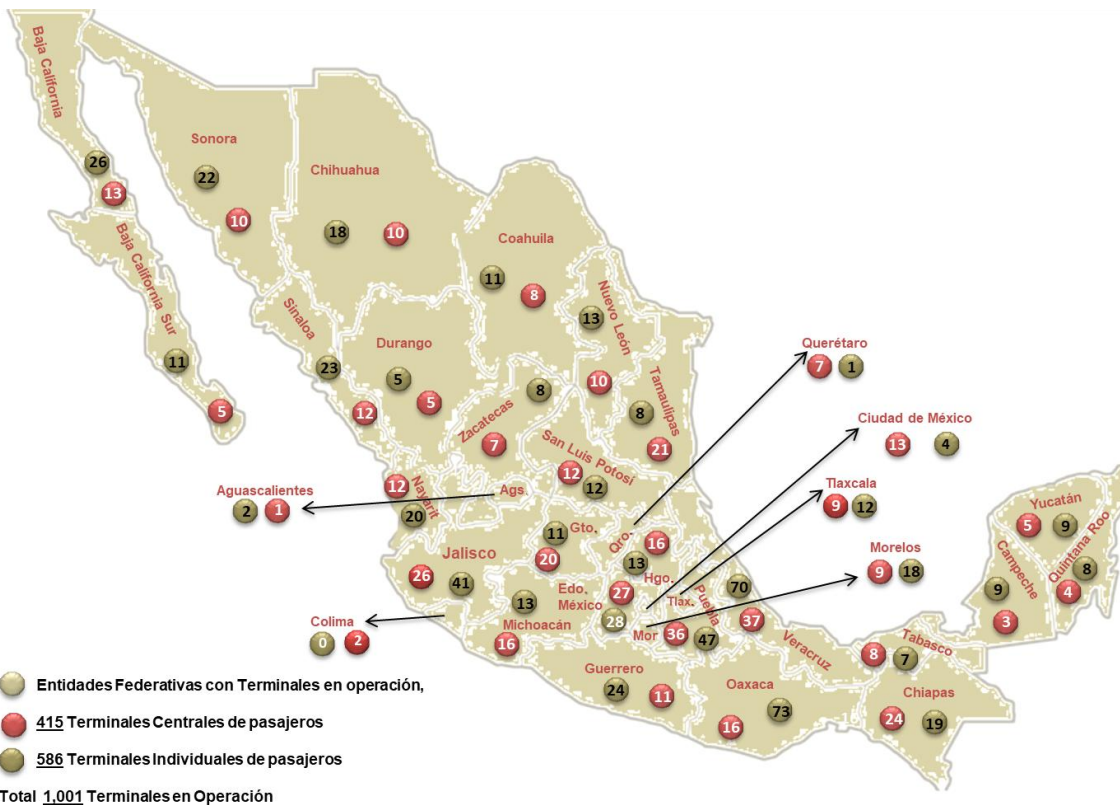 Baja California
26
13
Sonora
22
10
Chihuahua
18
10
Coahuila
11
8
Nuevo León
13
10
Baja California Sur
11
5
Sinaloa
23
12
Durango
5
5
Zacatecas
8
7
Tamaulipas
8
21
San Luis Potosí
12
12
Querétaro
7 1
Ciudad de México
13 4
Tlaxcala
9 12
Morelos
9 18
Aguascalientes
2 1
Ags.
Nayarit
12
20
Jalisco
26 41
Gto.
11
20
Qro.
16
13
Hgo.
Edo.
México
27
28
Tlax.
Mor
Puebla
36 47
70
37
Veracruz
Michoacán
13
16
Colima
0 2
Guerrero
24 11
Oaxaca
16 73
Tabasco
8 7
Chiapas
24 19
Campeche
9
3
Yucatán
5 9
Quintana Roo
8
4
Entidades Federativas con Terminales en operación,
415 Terminales Centrales de pasajeros
586 Terminales Individuales de pasajeros
Total 1,001 Terminales en Operación